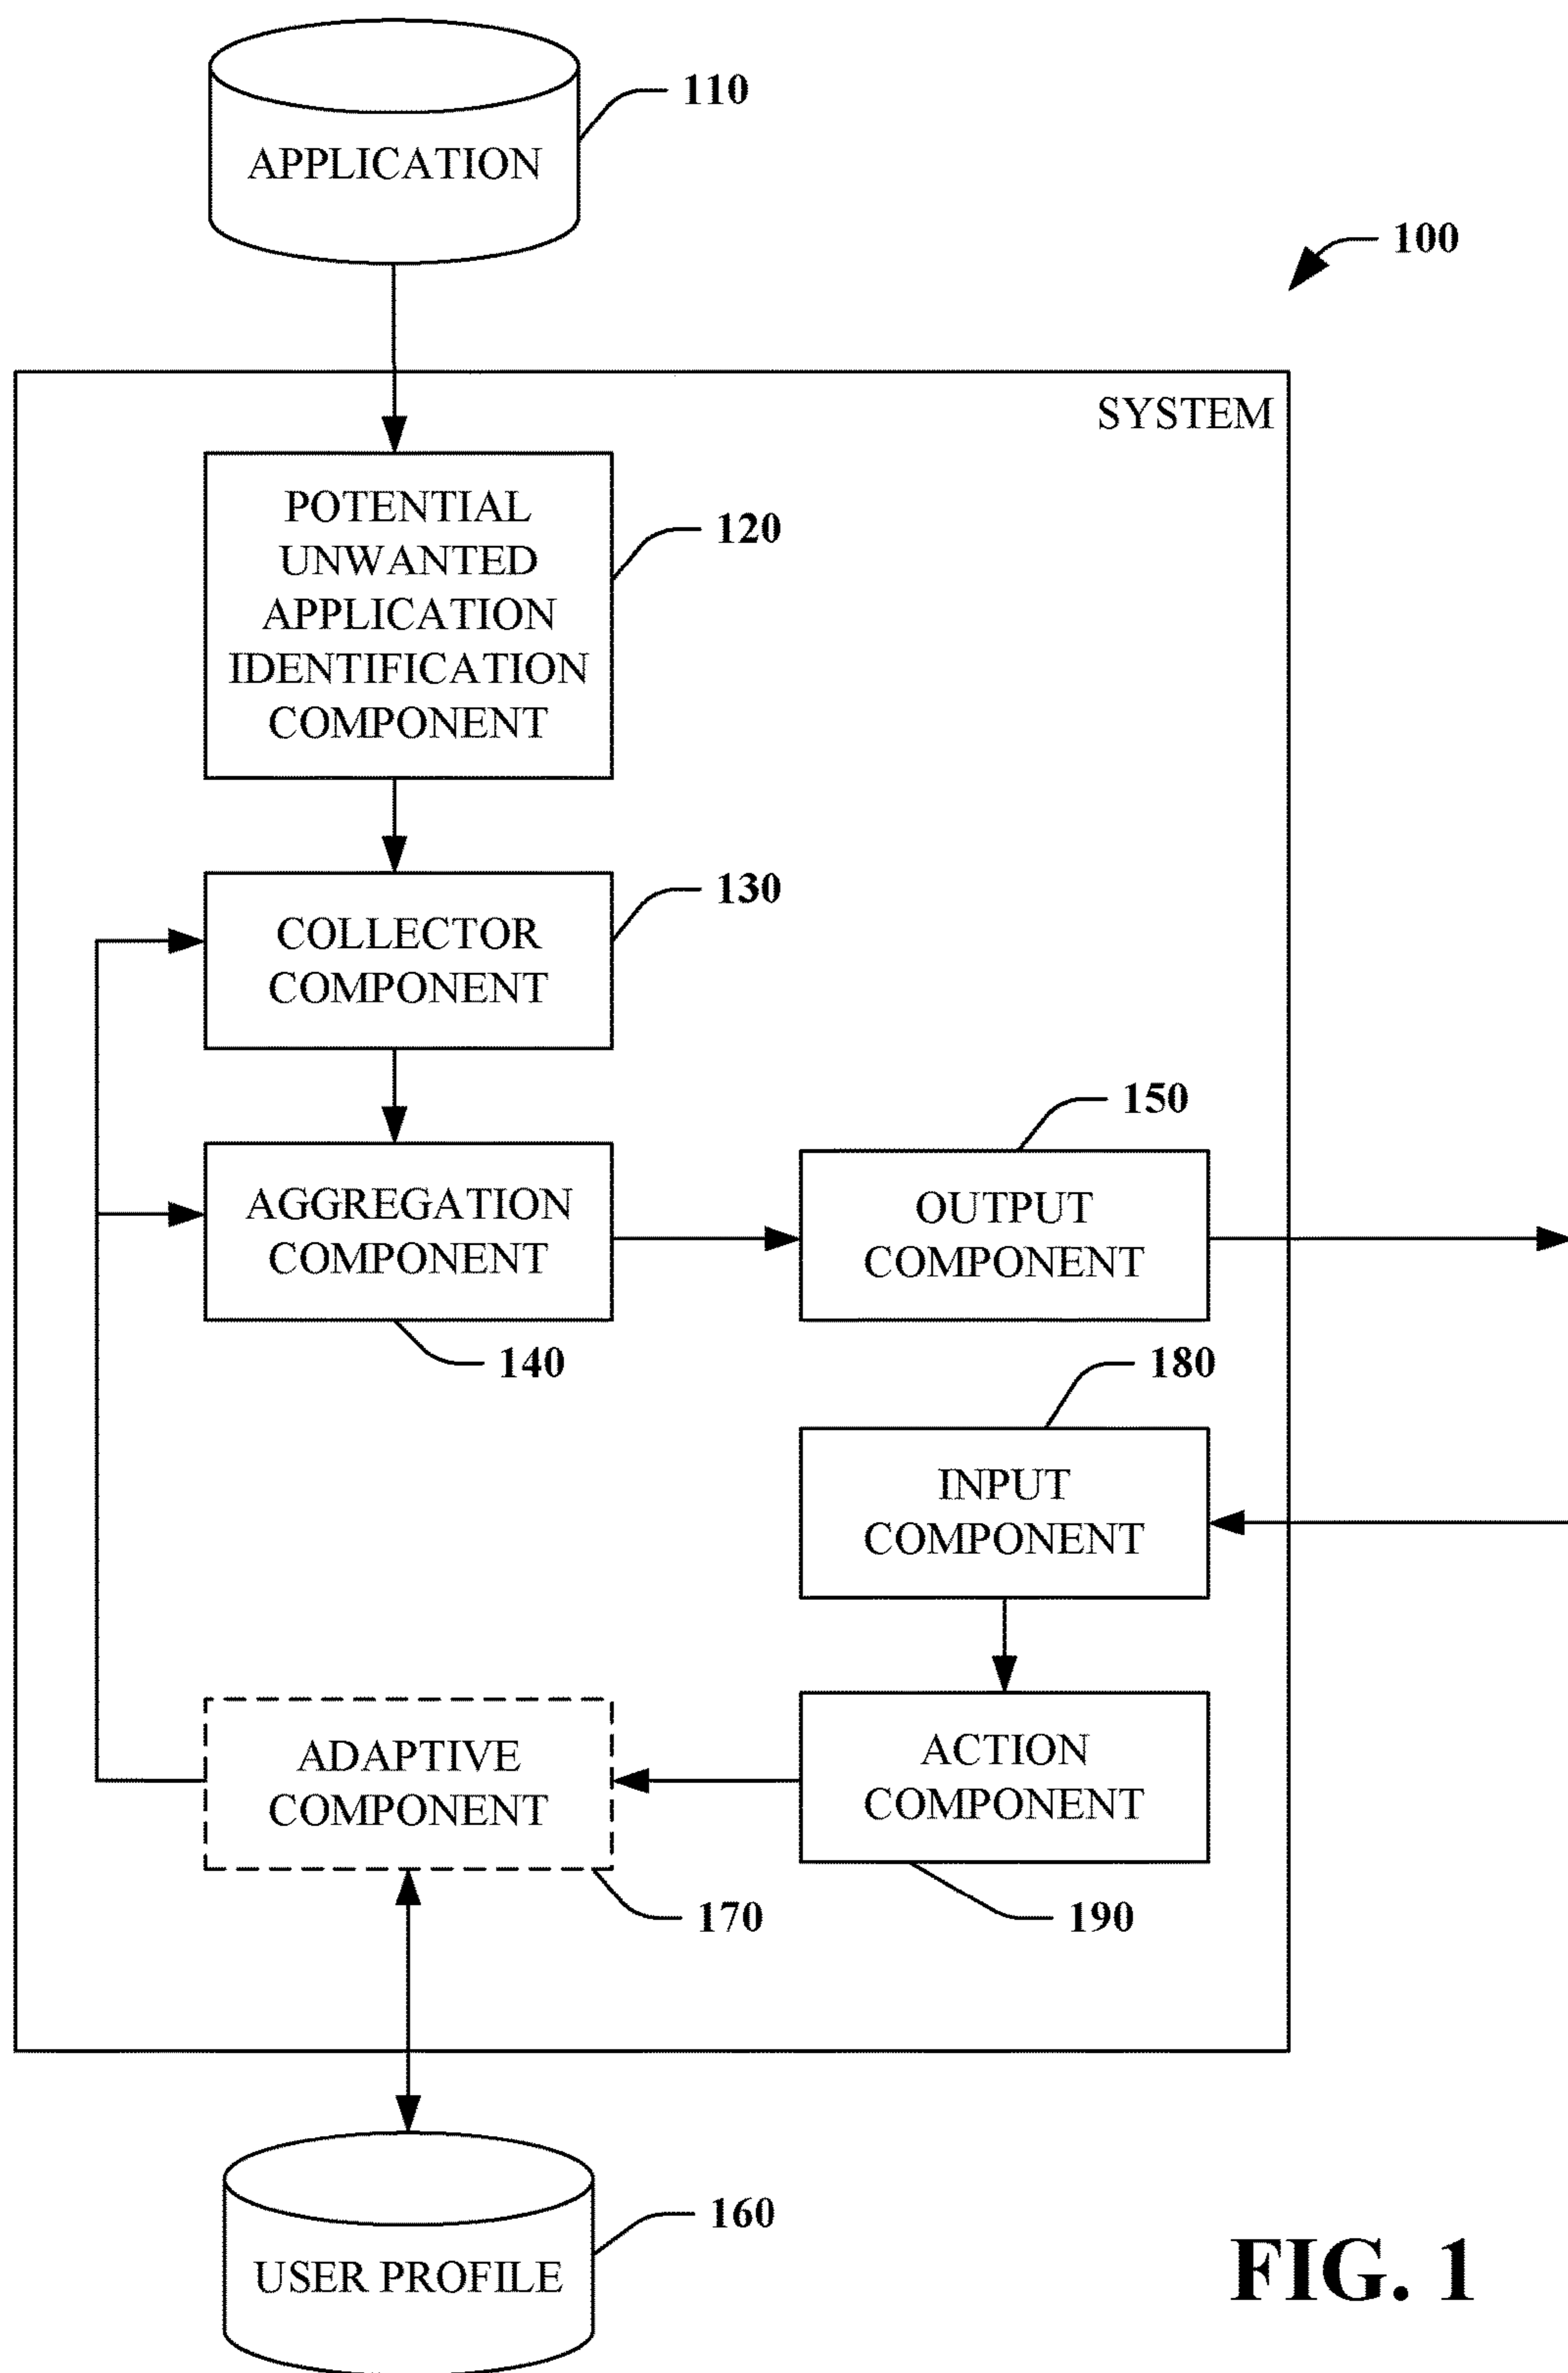 110
APPLICATION
100
SYSTEM
POTENTIAL
UNWANTED
APPLICATION
IDENTIFICATION
COMPONENT
120
COLLECTOR
COMPONENT
130
AGGREGATION
COMPONENT
140
150
OUTPUT
COMPONENT
180
INPUT
COMPONENT
ACTION
COMPONENT
190
ADAPTIVE
COMPONENT
170
160
USER PROFILE
FIG. 1